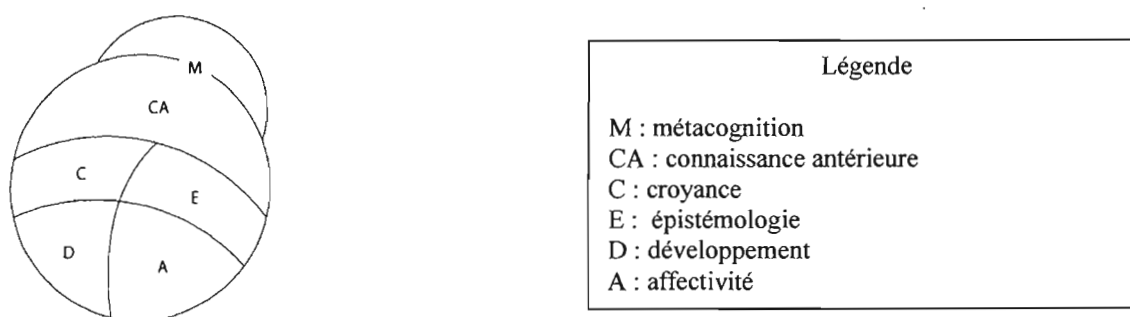 M
CA
C
E
D
A
Légende
M : métacognition
CA : connaissance antérieure
C : croyance
E : épistémologie
D : développement
A : affectivité